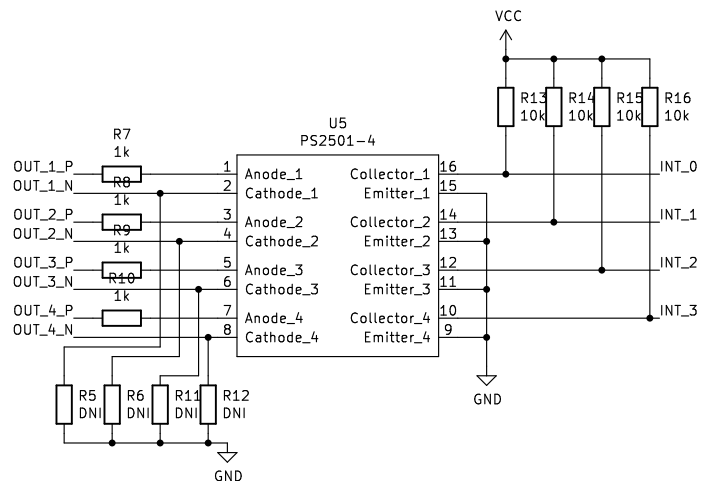 VCC
R13 R14 R15 R16
10k 10k 10k 10k
U5
PS2501-4
R7
1k
OUT_1_P 1 Anode_1 Collector_1 16 INT_0
OUT_1_N R8 2 Cathode_1 Emitter_1 15
1k
OUT_2_P 3 Anode_2 Collector_2 14 INT_1
OUT_2_N R9 4 Cathode_2 Emitter_2 13
1k
OUT_3_P 5 Anode_3 Collector_3 12 INT_2
OUT_3_N R10 6 Cathode_3 Emitter_3 11
1k
OUT_4_P 7 Anode_4 Collector_4 10 INT_3
OUT_4_N 8 Cathode_4 Emitter_4 9
R5 R6 R11 R12
DNI DNI DNI DNI
GND
GND